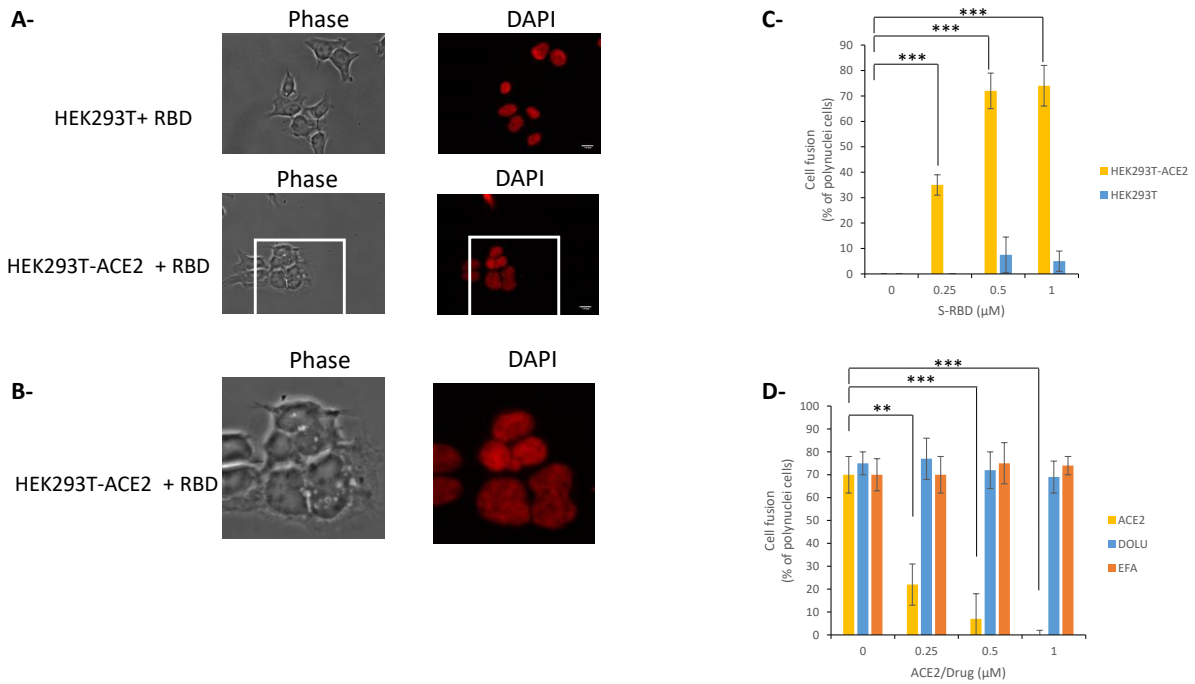 A-
Phase
DAPI
HEK293T+ RBD
Phase
DAPI
HEK293T-ACE2 + RBD
B-
Phase
DAPI
HEK293T-ACE2 + RBD
C-
***
***
***
90
80
70
60
50
40
30
20
10
0
Cell fusion
(% of polynuclei cells)
0
0.25
0.5
1
S-RBD (µM)
HEK293T-ACE2
HEK293T
D-
***
***
**
100
90
80
70
60
50
40
30
20
10
0
Cell fusion
(% of polynuclei cells)
0
0.25
0.5
1
ACE2/Drug (µM)
ACE2
DOLU
EFA